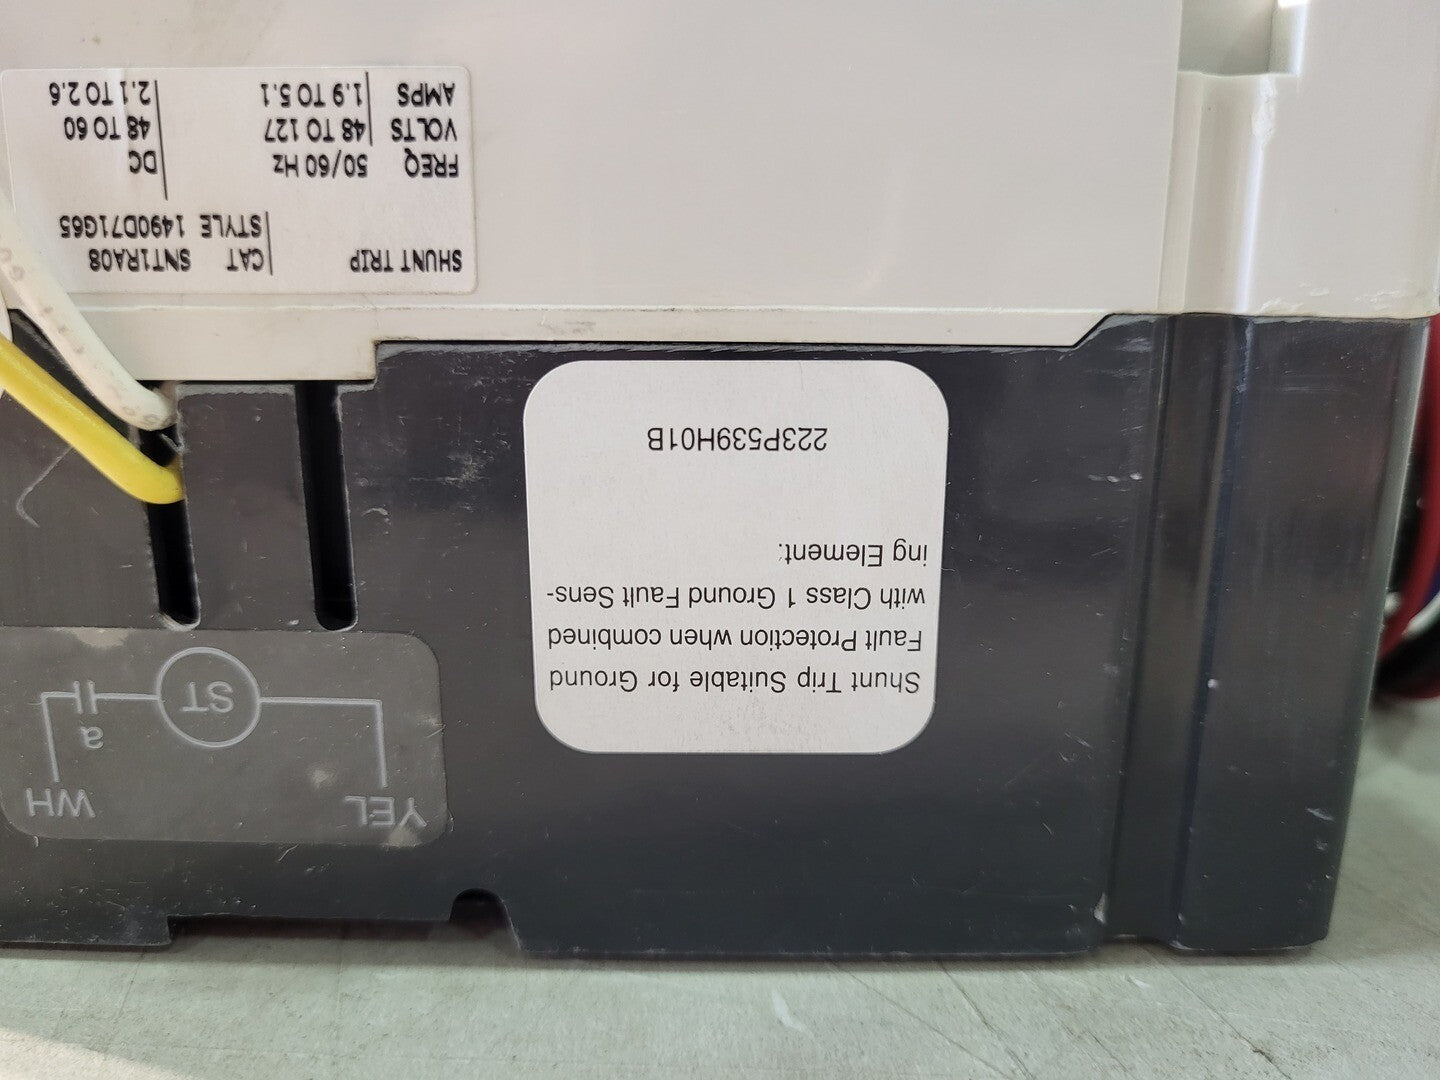 SHUNT TRIP CAT SNT1RA08
STYLE 1490D71G65
FREQ 50/60 Hz DC
VOLTS 48 TO 127 48 TO 60
AMPS 1.9 TO 5.1 2.1 TO 2.6
Shunt Trip Suitable for Ground
Fault Protection when combined
with Class 1 Ground Fault Sens-
ing Element.
223P539H01B
YEL WH
a
ST